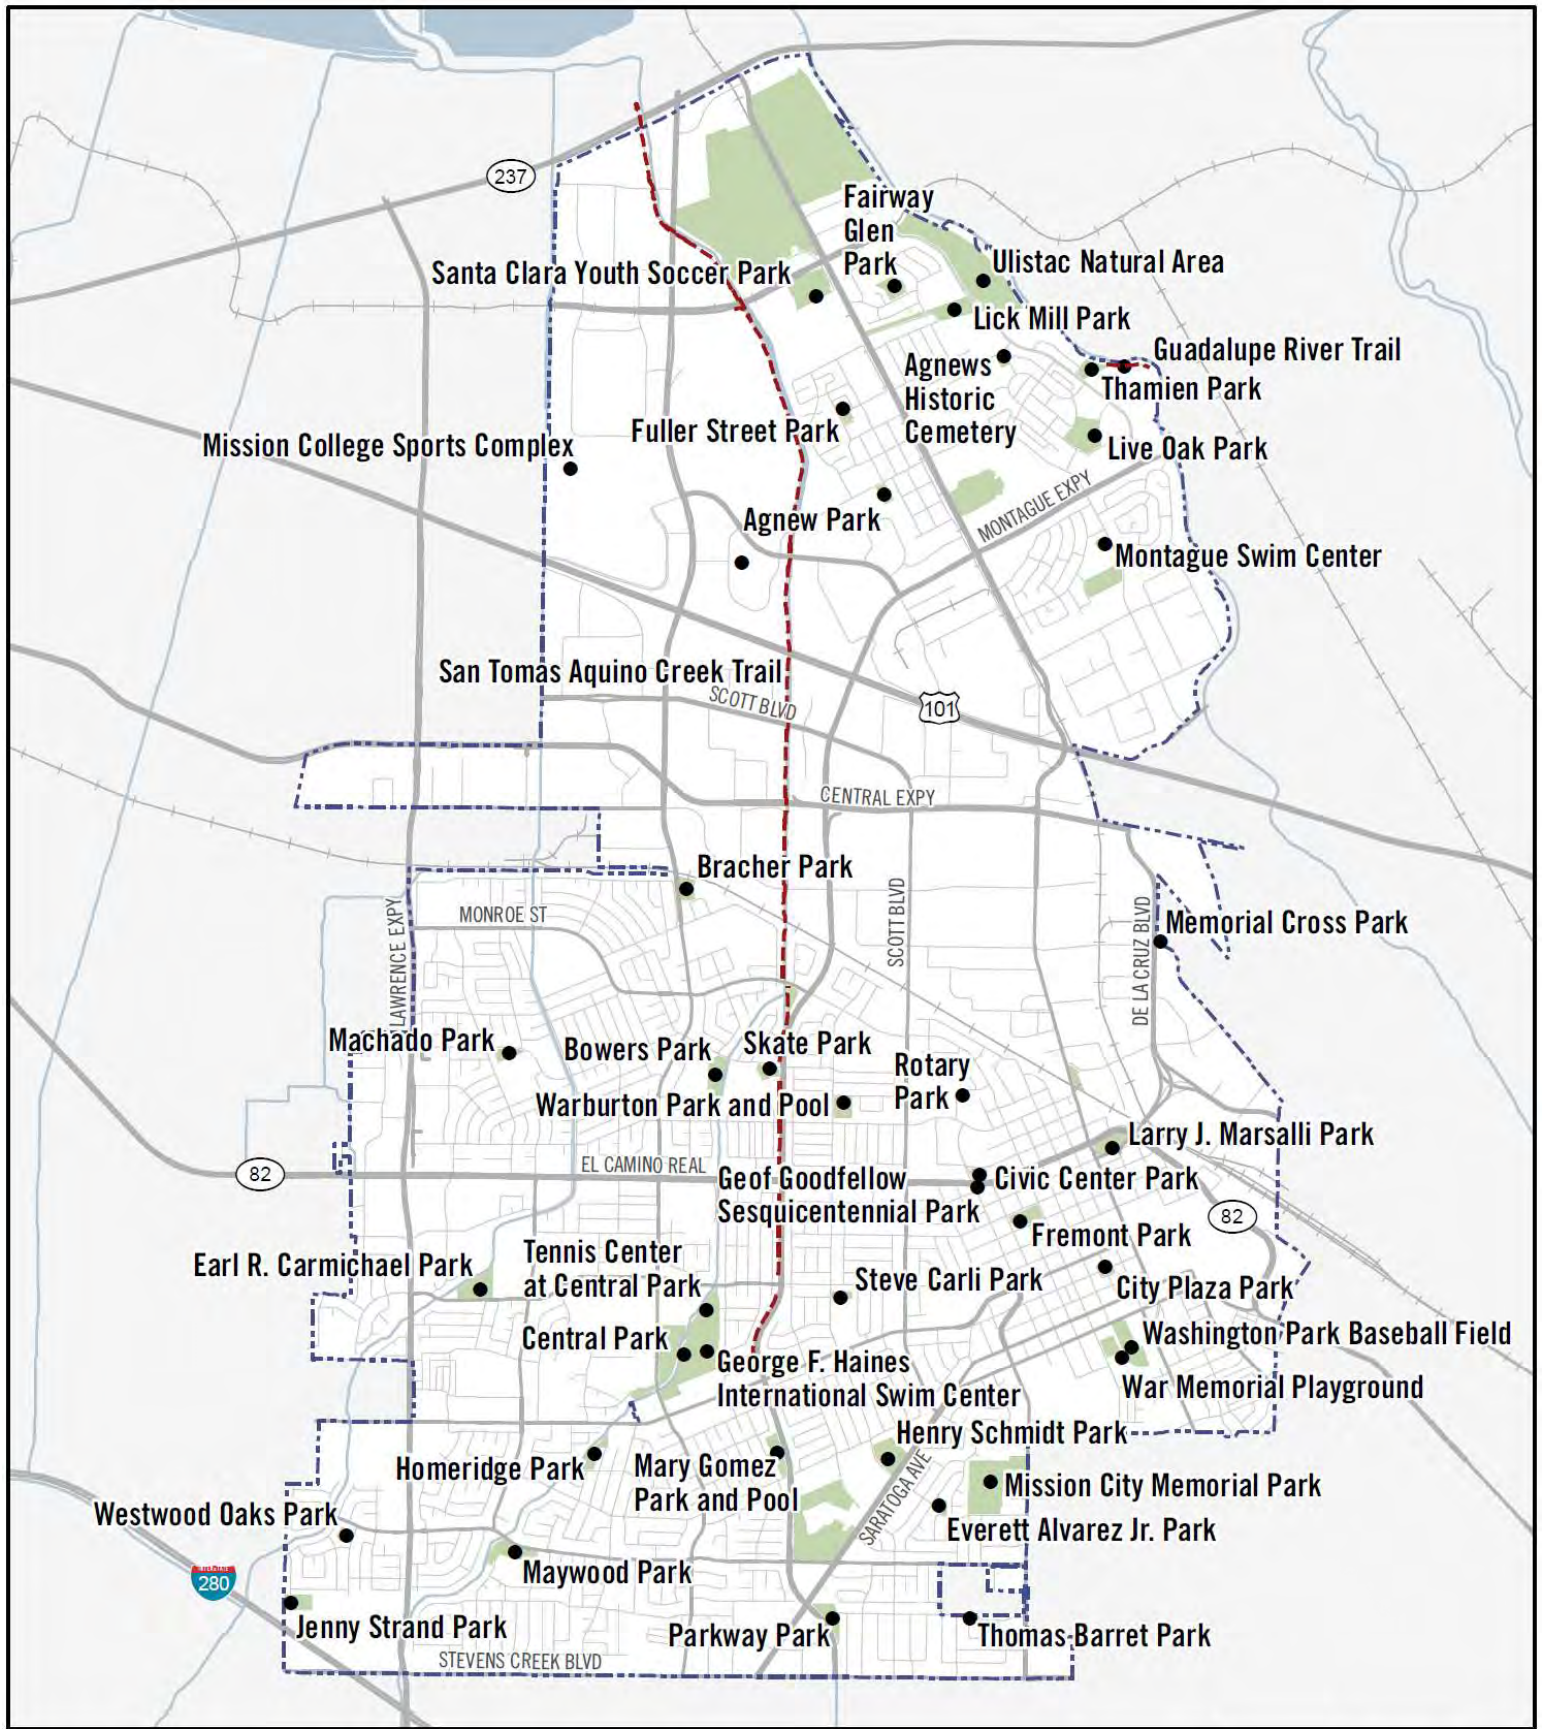 237
Fairway
Glen
Park
Ulistac Natural Area
Santa Clara Youth Soccer Park
Lick Mill Park
Guadalupe River Trail
Agnews
Historic
Cemetery
Thamien Park
Fuller Street Park
Mission College Sports Complex
Live Oak Park
MONTAGUE EXPY
Agnew Park
Montague Swim Center
San Tomas Aquino Creek Trail
SCOTT BLVD
101
CENTRAL EXPY
Bracher Park
MONROE ST
LAWRENCE EXPY
SCOTT BLVD
DE LA CRUZ BLVD
Memorial Cross Park
Machado Park
Bowers Park
Skate Park
Rotary
Park
Warburton Park and Pool
Larry J. Marsalli Park
82
EL CAMINO REAL
Geof Goodfellow
Sesquicentennial Park
Civic Center Park
82
Fremont Park
Earl R. Carmichael Park
Tennis Center
at Central Park
Steve Carli Park
City Plaza Park
Central Park
George F. Haines
International Swim Center
Washington Park Baseball Field
War Memorial Playground
Henry Schmidt Park
Homeridge Park
Mary Gomez
Park and Pool
SARATOGA AVE
Mission City Memorial Park
Westwood Oaks Park
Everett Alvarez Jr. Park
280
Maywood Park
Jenny Strand Park
Parkway Park
Thomas Barret Park
STEVENS CREEK BLVD